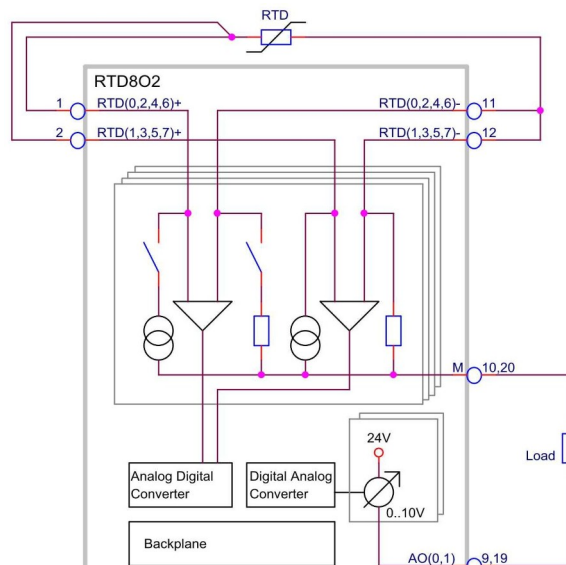 RTD
RTD8O2
1 RTD(0,2,4,6)+ RTD(0,2,4,6)- 11
2 RTD(1,3,5,7)+ RTD(1,3,5,7)- 12
M 10,20
24V
Load
Analog Digital
Converter
Digital Analog
Converter
0..10V
Backplane
AO(0,1) 9,19